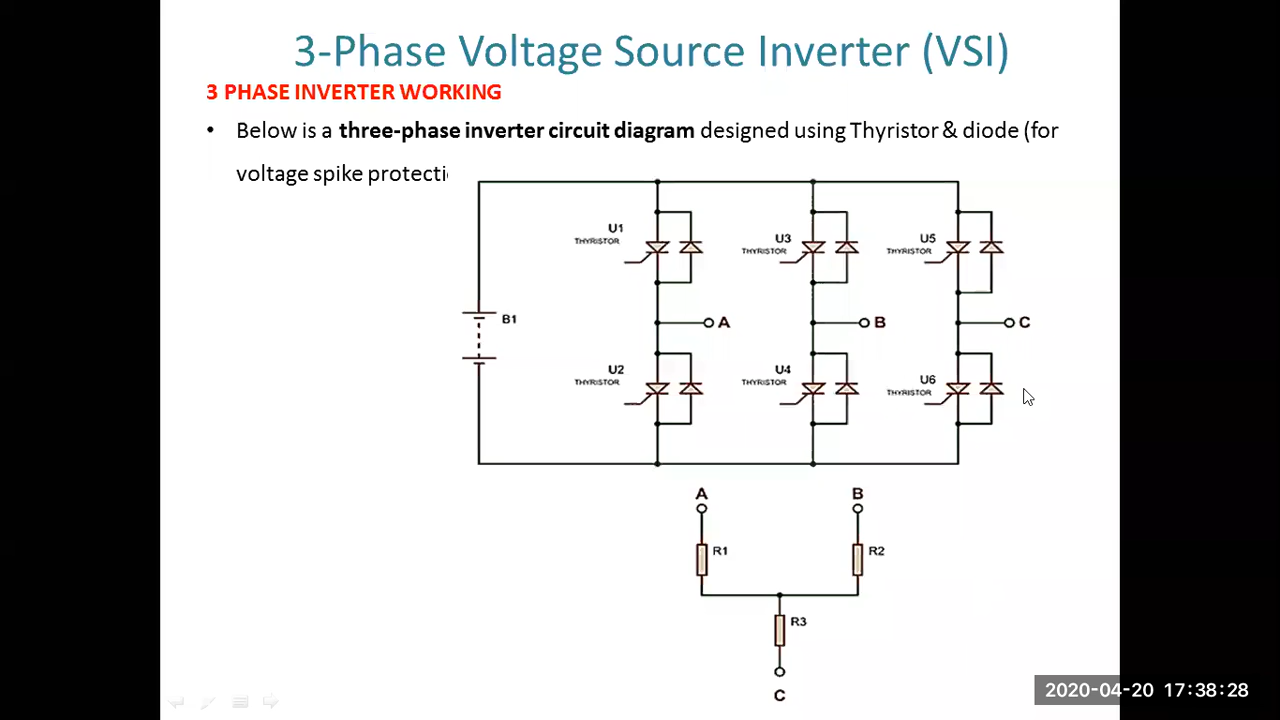 3-Phase Voltage Source Inverter (VSI)
3 PHASE INVERTER WORKING
• Below is a three-phase inverter circuit diagram designed using Thyristor & diode (for
voltage spike protecti
U1
THYRISTOR
U3
THYRISTOR
U5
THYRISTOR
B1
A
B
C
U2
THYRISTOR
U4
THYRISTOR
U6
THYRISTOR
A
B
R1
R2
R3
C
2020-04-20 17:38:28